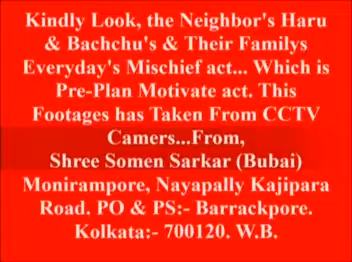 Kindly Look, the Neighbor's Haru
& Bachchu's & Their Familys
Everyday's Mischief act... Which is
Pre-Plan Motivate act. This
Footages has Taken From CCTV
Camers...From,
Shree Somen Sarkar (Bubai)
Monirampore, Nayapally Kajipara
Road. PO & PS:- Barrackpore.
Kolkata:- 700120. W.B.